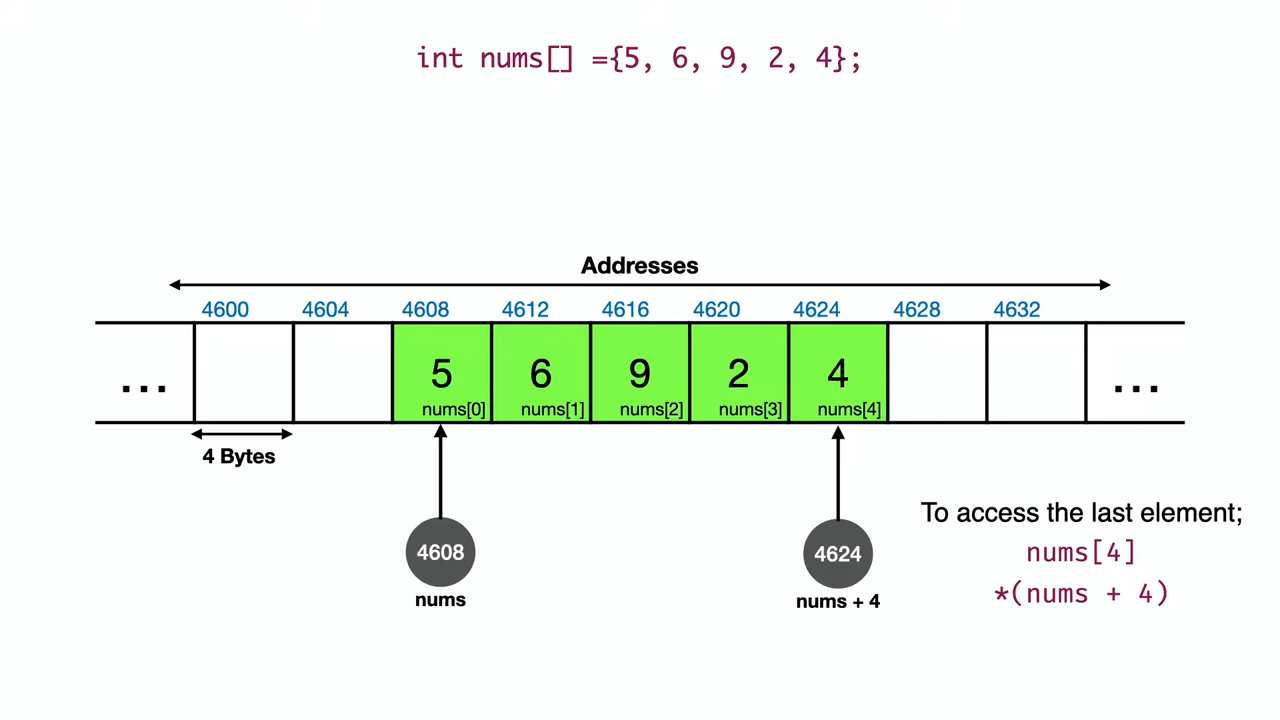 int nums[] ={5, 6, 9, 2, 4};
Addresses
4600 4604 4608 4612 4616 4620 4624 4628 4632
... 5 6 9 2 4 ...
nums[0] nums[1] nums[2] nums[3] nums[4]
4 Bytes
4608
nums
4624
nums + 4
To access the last element;
nums[4]
*(nums + 4)